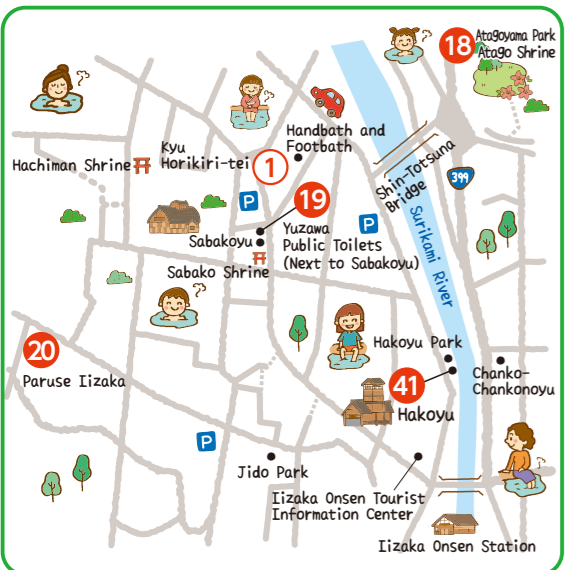 18
Atagoyama Park
Atago Shrine
Handbath and
Footbath
Kyu
Horikiri-tei
1
Hachiman Shrine
Shin-Totsuna
Bridge
399
P
19
P
Surikami River
Yuzawa
Public Toilets
(Next to Sabakoyu)
Sabakoyu
Sabako Shrine
20
Paruse Iizaka
Hakoyu Park
41
Hakoyu
Chanko-
Chankonoyu
P
Jido Park
Iizaka Onsen Tourist
Information Center
Iizaka Onsen Station